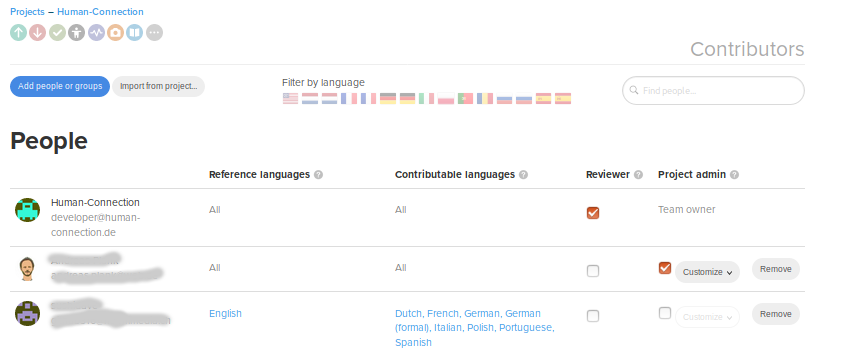 Projects – Human-Connection
Contributors
Add people or groups
Import from project...
Filter by language
Find people...
People
Reference languages ?
Contributable languages ?
Reviewer ?
Project admin ?
Human-Connection
developer@human-
connection.de
All
All
Team owner
All
All
Customize
Remove
English
Dutch, French, German, German
(formal), Italian, Polish, Portuguese,
Spanish
Customize
Remove